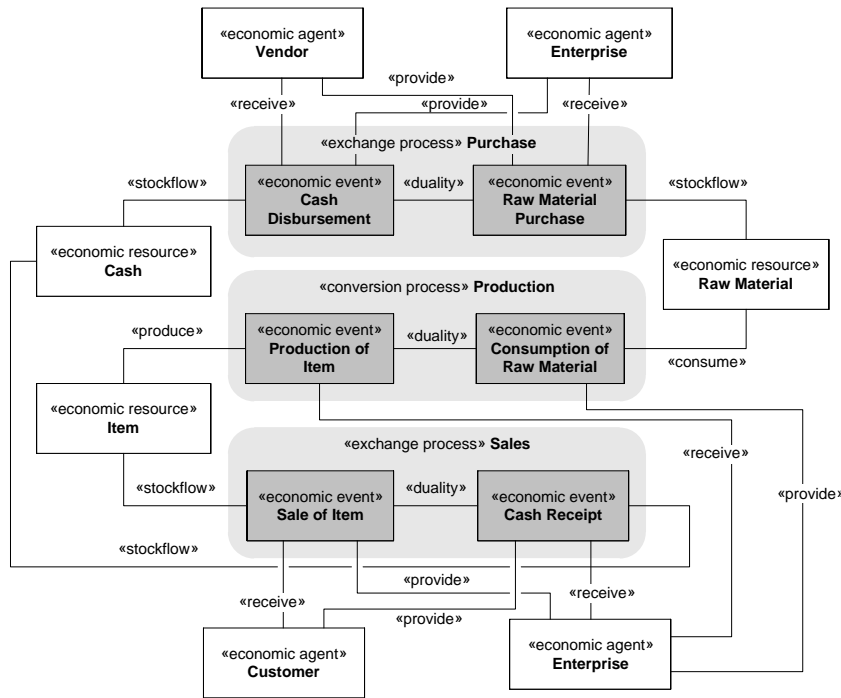 «economic agent»
Vendor
«economic agent»
Enterprise
«provide»
«receive»
«provide»
«receive»
«exchange process» Purchase
«stockflow»
«economic event»
Cash
Disbursement
«duality»
«economic event»
Raw Material
Purchase
«stockflow»
«economic resource»
Cash
«economic resource»
Raw Material
«conversion process» Production
«produce»
«economic event»
Production of
Item
«duality»
«economic event»
Consumption of
Raw Material
«consume»
«economic resource»
Item
«exchange process» Sales
«receive»
«stockflow»
«economic event»
Sale of Item
«duality»
«economic event»
Cash Receipt
«provide»
«stockflow»
«provide»
«receive»
«receive»
«provide»
«economic agent»
Customer
«economic agent»
Enterprise